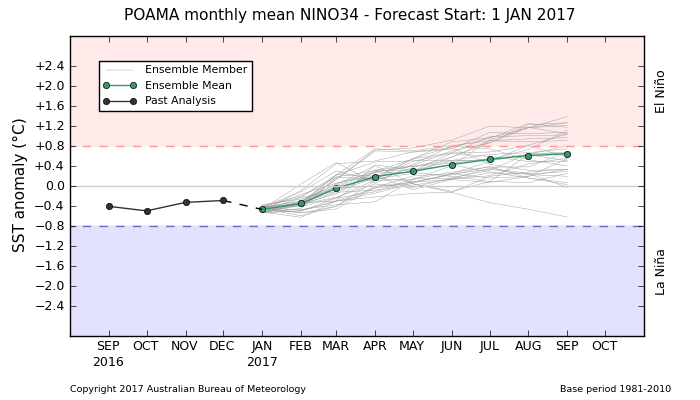 POAMA monthly mean NINO34 - Forecast Start: 1 JAN 2017
SST anomaly (°C)
+2.4
+2.0
+1.6
+1.2
+0.8
+0.4
0.0
−0.4
−0.8
−1.2
−1.6
−2.0
−2.4
Ensemble Member
Ensemble Mean
Past Analysis
El Niño
La Niña
SEP OCT NOV DEC JAN FEB MAR APR MAY JUN JUL AUG SEP OCT
2016 2017
Copyright 2017 Australian Bureau of Meteorology Base period 1981-2010